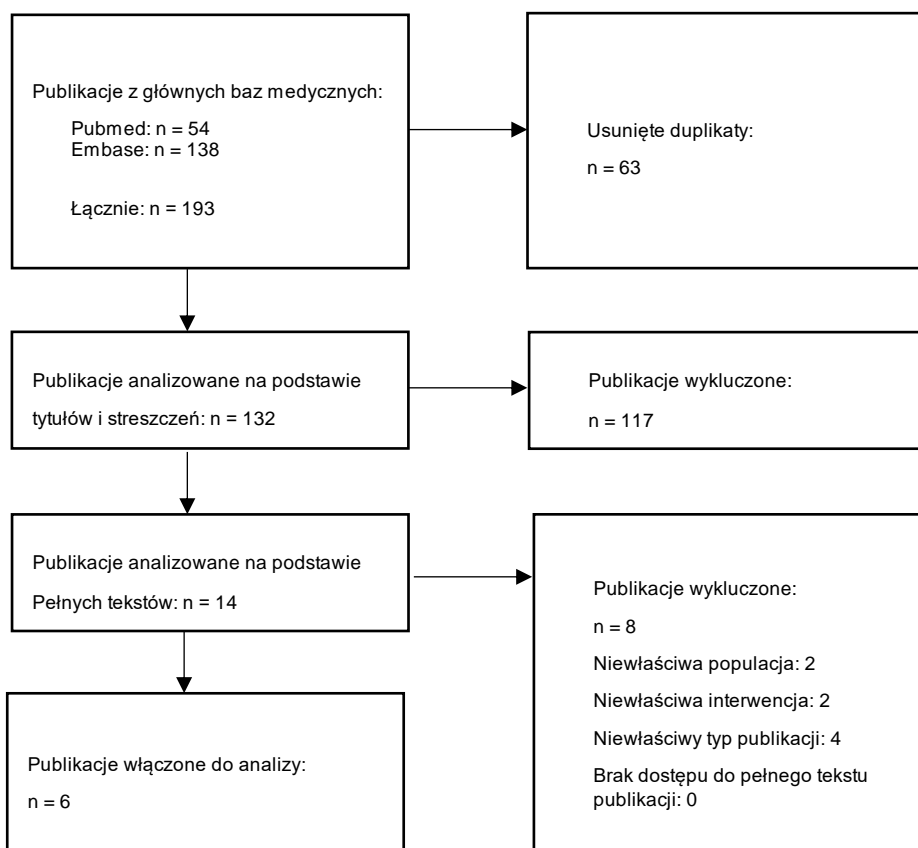 Publikacje z głównych baz medycznych:
Pubmed: n = 54
Embase: n = 138
Łącznie: n = 193
Usunięte duplikaty:
n = 63
Publikacje analizowane na podstawie
tytułów i streszczeń: n = 132
Publikacje wykluczone:
n = 117
Publikacje analizowane na podstawie
Pełnych tekstów: n = 14
Publikacje wykluczone:
n = 8
Niewłaściwa populacja: 2
Niewłaściwa interwencja: 2
Niewłaściwy typ publikacji: 4
Brak dostępu do pełnego tekstu
publikacji: 0
Publikacje włączone do analizy:
n = 6